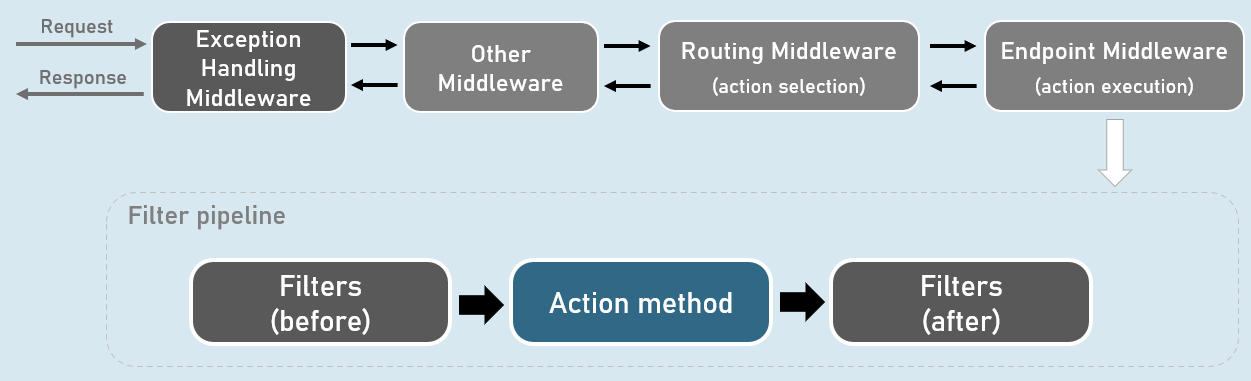 Request
Response
Exception
Handling
Middleware
Other
Middleware
Routing Middleware
(action selection)
Endpoint Middleware
(action execution)
Filter pipeline
Filters
(before)
Action method
Filters
(after)